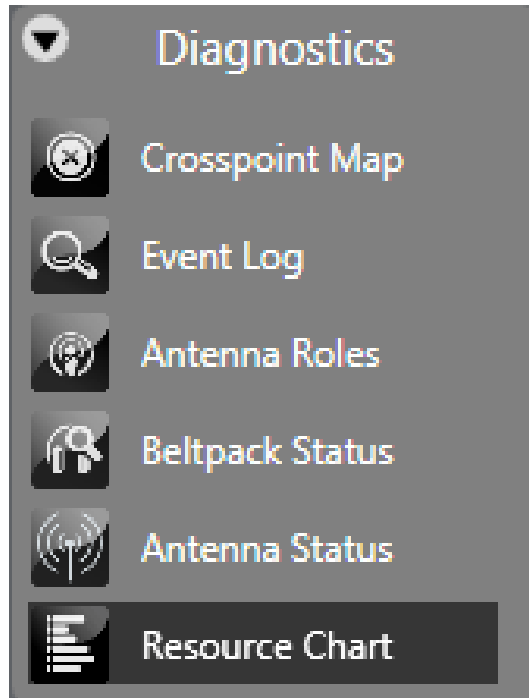 Diagnostics
Crosspoint Map
Event Log
Antenna Roles
Beltpack Status
Antenna Status
Resource Chart